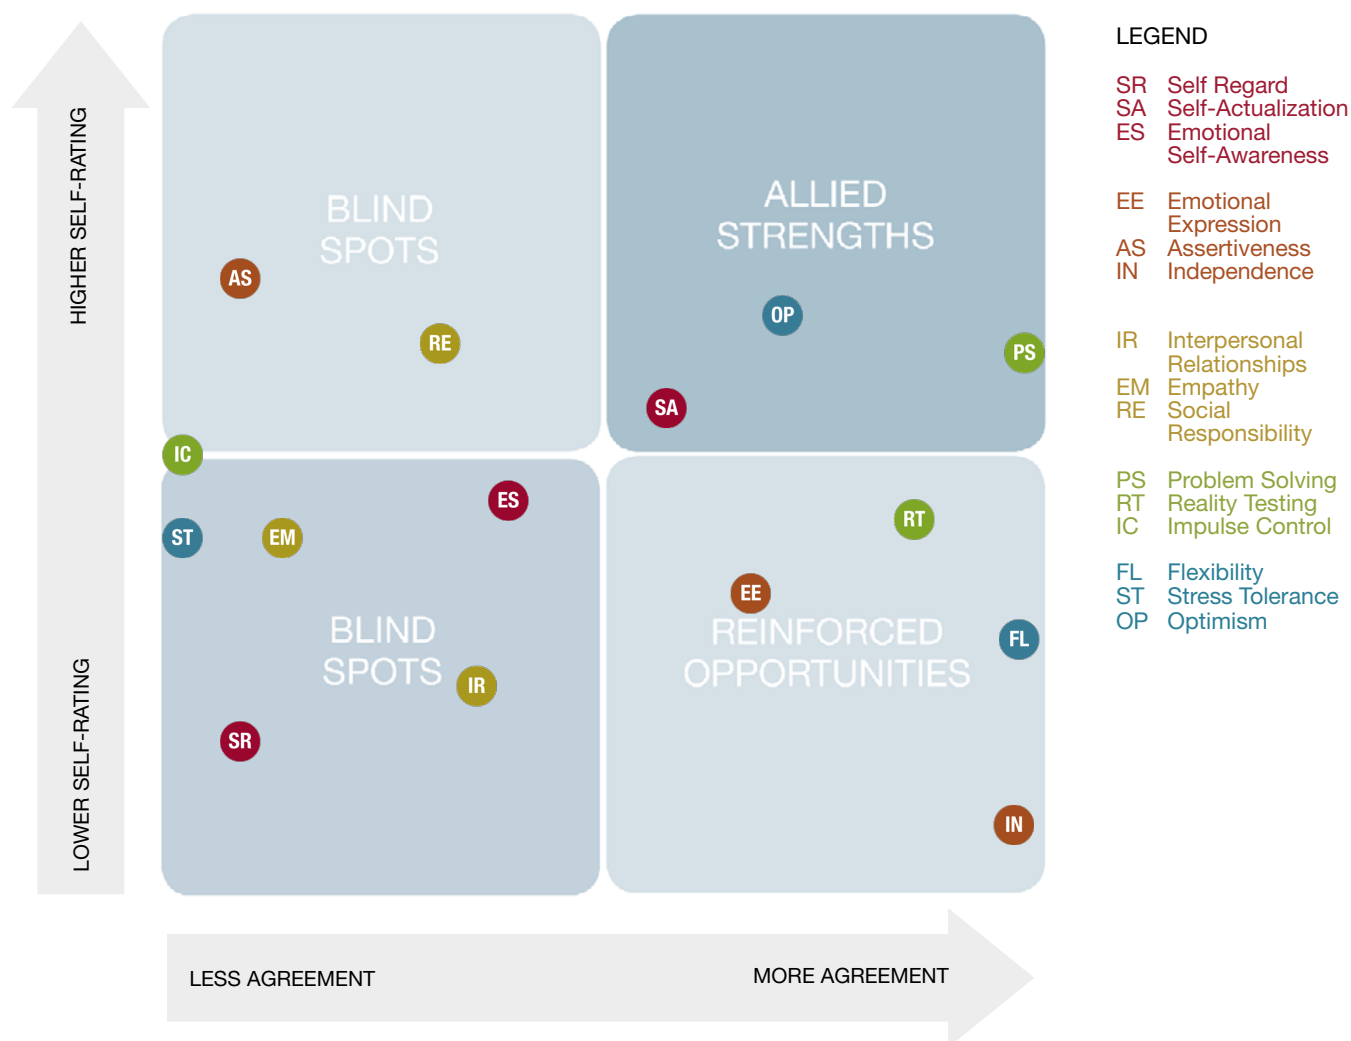 HIGHER SELF-RATING
LOWER SELF-RATING
BLIND
SPOTS
AS
RE
ALLIED
STRENGTHS
OP
PS
SA
IC
ST
EM
ES
BLIND
SPOTS
IR
SR
RT
EE
REINFORCED
OPPORTUNITIES
FL
IN
LESS AGREEMENT
MORE AGREEMENT
LEGEND
SR Self Regard
SA Self-Actualization
ES Emotional
Self-Awareness
EE Emotional
Expression
AS Assertiveness
IN Independence
IR Interpersonal
Relationships
EM Empathy
RE Social
Responsibility
PS Problem Solving
RT Reality Testing
IC Impulse Control
FL Flexibility
ST Stress Tolerance
OP Optimism